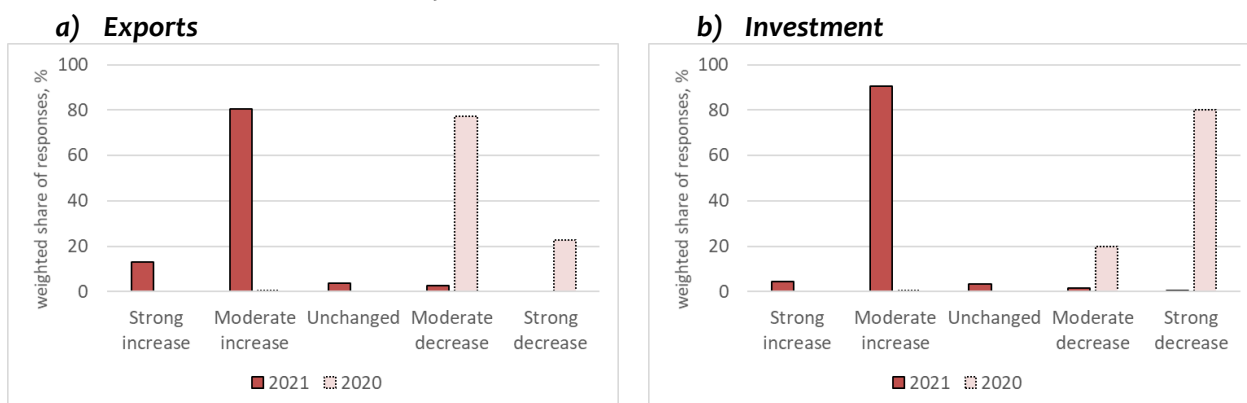 a) Exports
weighted share of responses, %
100
80
60
40
20
0
Strong increase
Moderate increase
Unchanged
Moderate decrease
Strong decrease
2021 2020
b) Investment
weighted share of responses, %
100
80
60
40
20
0
Strong increase
Moderate increase
Unchanged
Moderate decrease
Strong decrease
2021 2020